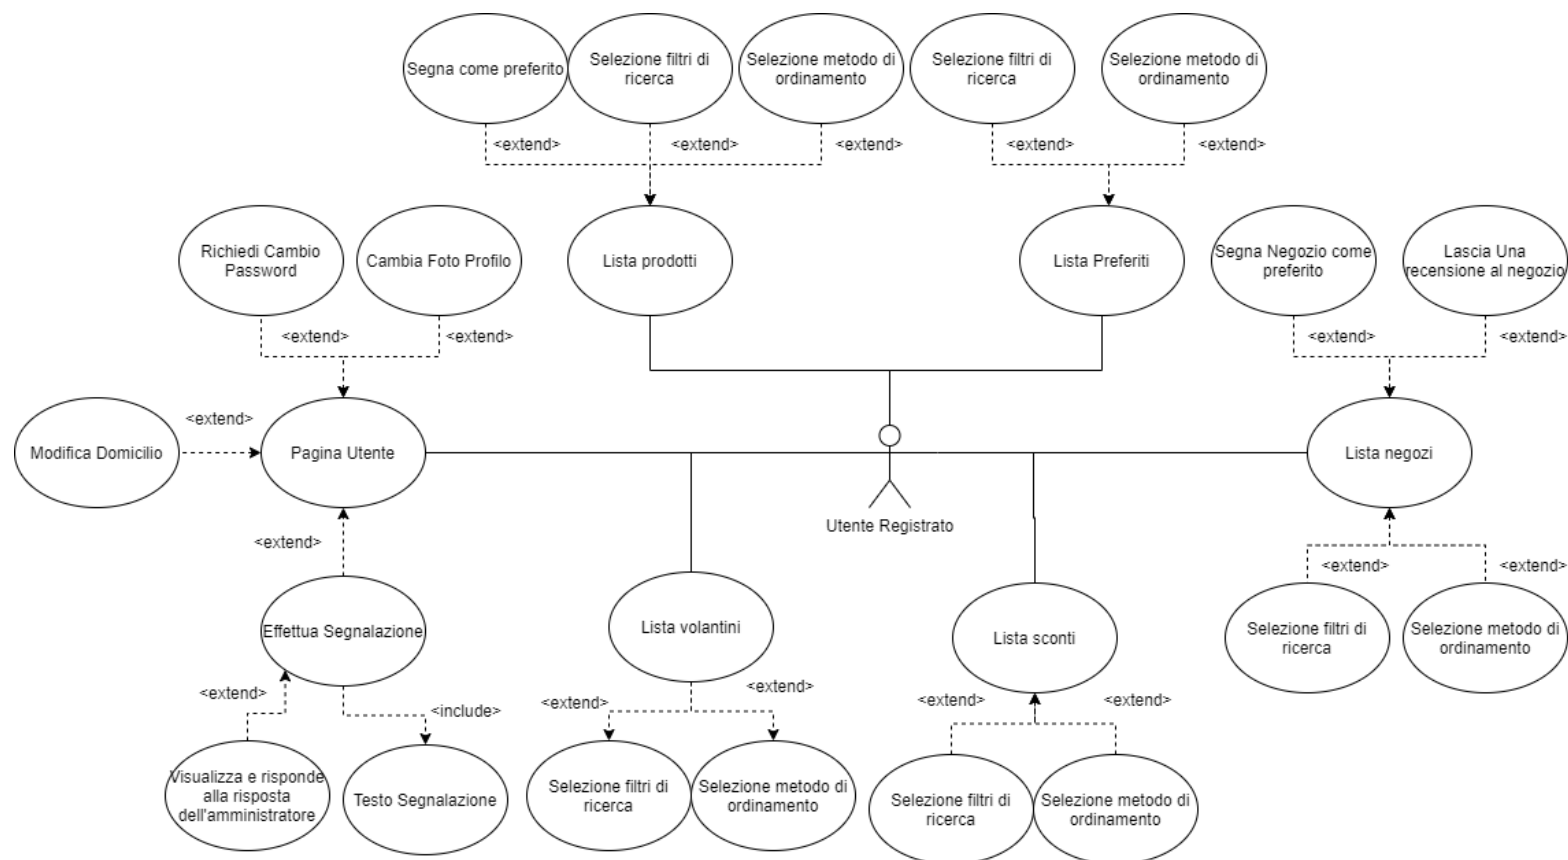 Segna come preferito
Selezione filtri di
ricerca
Selezione metodo di
ordinamento
Selezione filtri di
ricerca
Selezione metodo di
ordinamento
<extend>
<extend>
<extend>
<extend>
<extend>
Richiedi Cambio
Password
Cambia Foto Profilo
Lista prodotti
Lista Preferiti
Segna Negozio come
preferito
Lascia Una
recensione al negozio
<extend>
<extend>
<extend>
<extend>
<extend>
Modifica Domicilio
Pagina Utente
Lista negozi
Utente Registrato
<extend>
<extend>
<extend>
Effettua Segnalazione
Lista volantini
Lista sconti
Selezione filtri di
ricerca
Selezione metodo di
ordinamento
<extend>
<include>
<extend>
<extend>
<extend>
<extend>
Visualizza e risponde
alla risposta
dell'amministratore
Testo Segnalazione
Selezione filtri di
ricerca
Selezione metodo di
ordinamento
Selezione filtri di
ricerca
Selezione metodo di
ordinamento